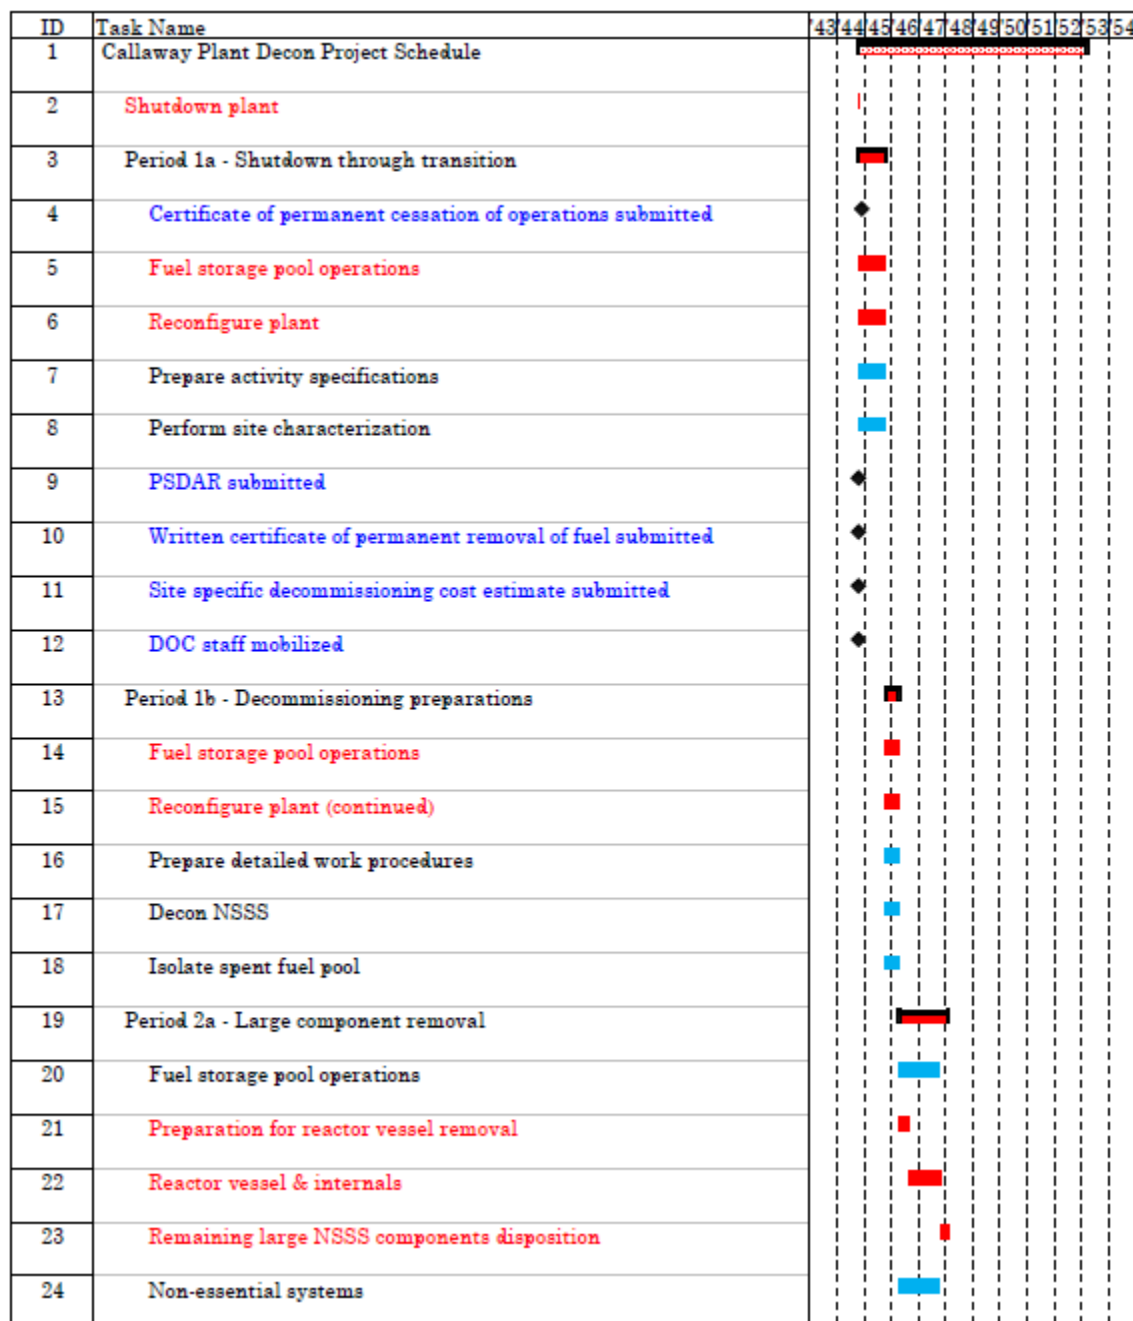 ID Task Name '43 '44 '45 '46 '47 '48 '49 '50 '51 '52 '53 '54
1 Callaway Plant Decon Project Schedule
2 Shutdown plant
3 Period 1a - Shutdown through transition
4 Certificate of permanent cessation of operations submitted
5 Fuel storage pool operations
6 Reconfigure plant
7 Prepare activity specifications
8 Perform site characterization
9 PSDAR submitted
10 Written certificate of permanent removal of fuel submitted
11 Site specific decommissioning cost estimate submitted
12 DOC staff mobilized
13 Period 1b - Decommissioning preparations
14 Fuel storage pool operations
15 Reconfigure plant (continued)
16 Prepare detailed work procedures
17 Decon NSSS
18 Isolate spent fuel pool
19 Period 2a - Large component removal
20 Fuel storage pool operations
21 Preparation for reactor vessel removal
22 Reactor vessel & internals
23 Remaining large NSSS components disposition
24 Non-essential systems